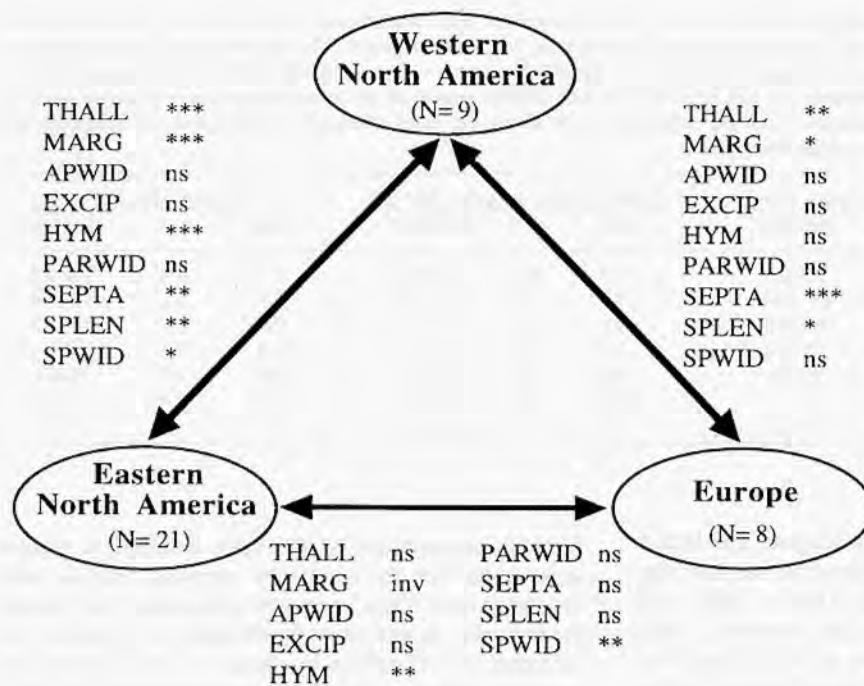 Western
North America
(N= 9)
THALL ***
MARG ***
APWID ns
EXCIP ns
HYM ***
PARWID ns
SEPTA **
SPLEN **
SPWID *
THALL **
MARG *
APWID ns
EXCIP ns
HYM ns
PARWID ns
SEPTA ***
SPLEN *
SPWID ns
Eastern
North America
(N= 21)
Europe
(N= 8)
THALL ns
MARG inv
APWID ns
EXCIP ns
HYM **
PARWID ns
SEPTA ns
SPLEN ns
SPWID **